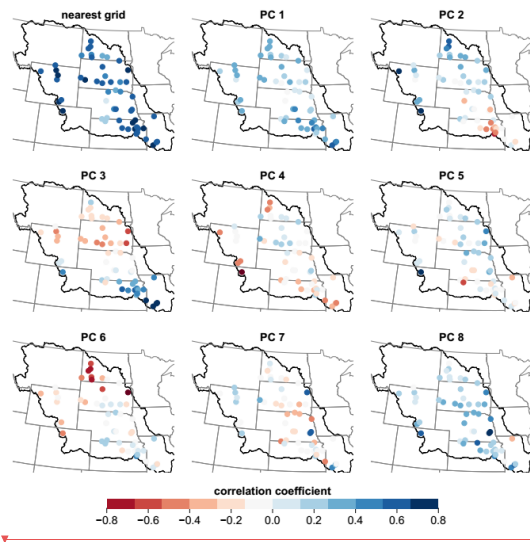 nearest grid PC 1 PC 2
PC 3 PC 4 PC 5
PC 6 PC 7 PC 8
correlation coefficient
−0.8 −0.6 −0.4 −0.2 0.0 0.2 0.4 0.6 0.8